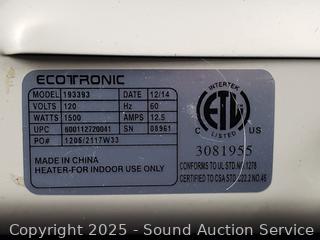 ECOTRONIC
MODEL 193393 DATE 12/14
VOLTS 120 Hz 60
WATTS 1500 AMPS 12.5
UPC 600112720041 SN 08961
PO# 1206/2117W33
MADE IN CHINA
HEATER-FOR INDOOR USE ONLY
INTERTEK
ETL
C US
LISTED
3081955
CONFORMS TO UL STD. 1278
CERTIFIED TO CSA STD. C22.2 NO.46
Copyright 2025 - Sound Auction Service